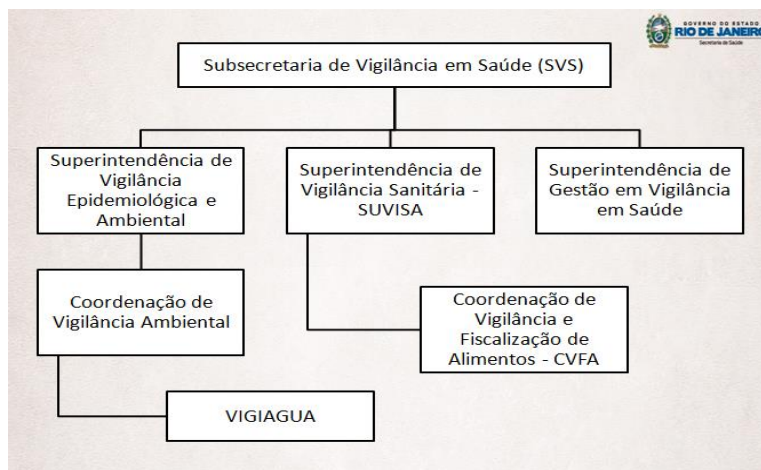 GOVERNO DO ESTADO
RIO DE JANEIRO
Secretaria de Saúde
Subsecretaria de Vigilância em Saúde (SVS)
Superintendência de
Vigilância
Epidemiológica e
Ambiental
Superintendência de
Vigilância Sanitária -
SUVISA
Superintendência de
Gestão em Vigilância
em Saúde
Coordenação de
Vigilância Ambiental
Coordenação de
Vigilância e
Fiscalização de
Alimentos - CVFA
VIGIAGUA